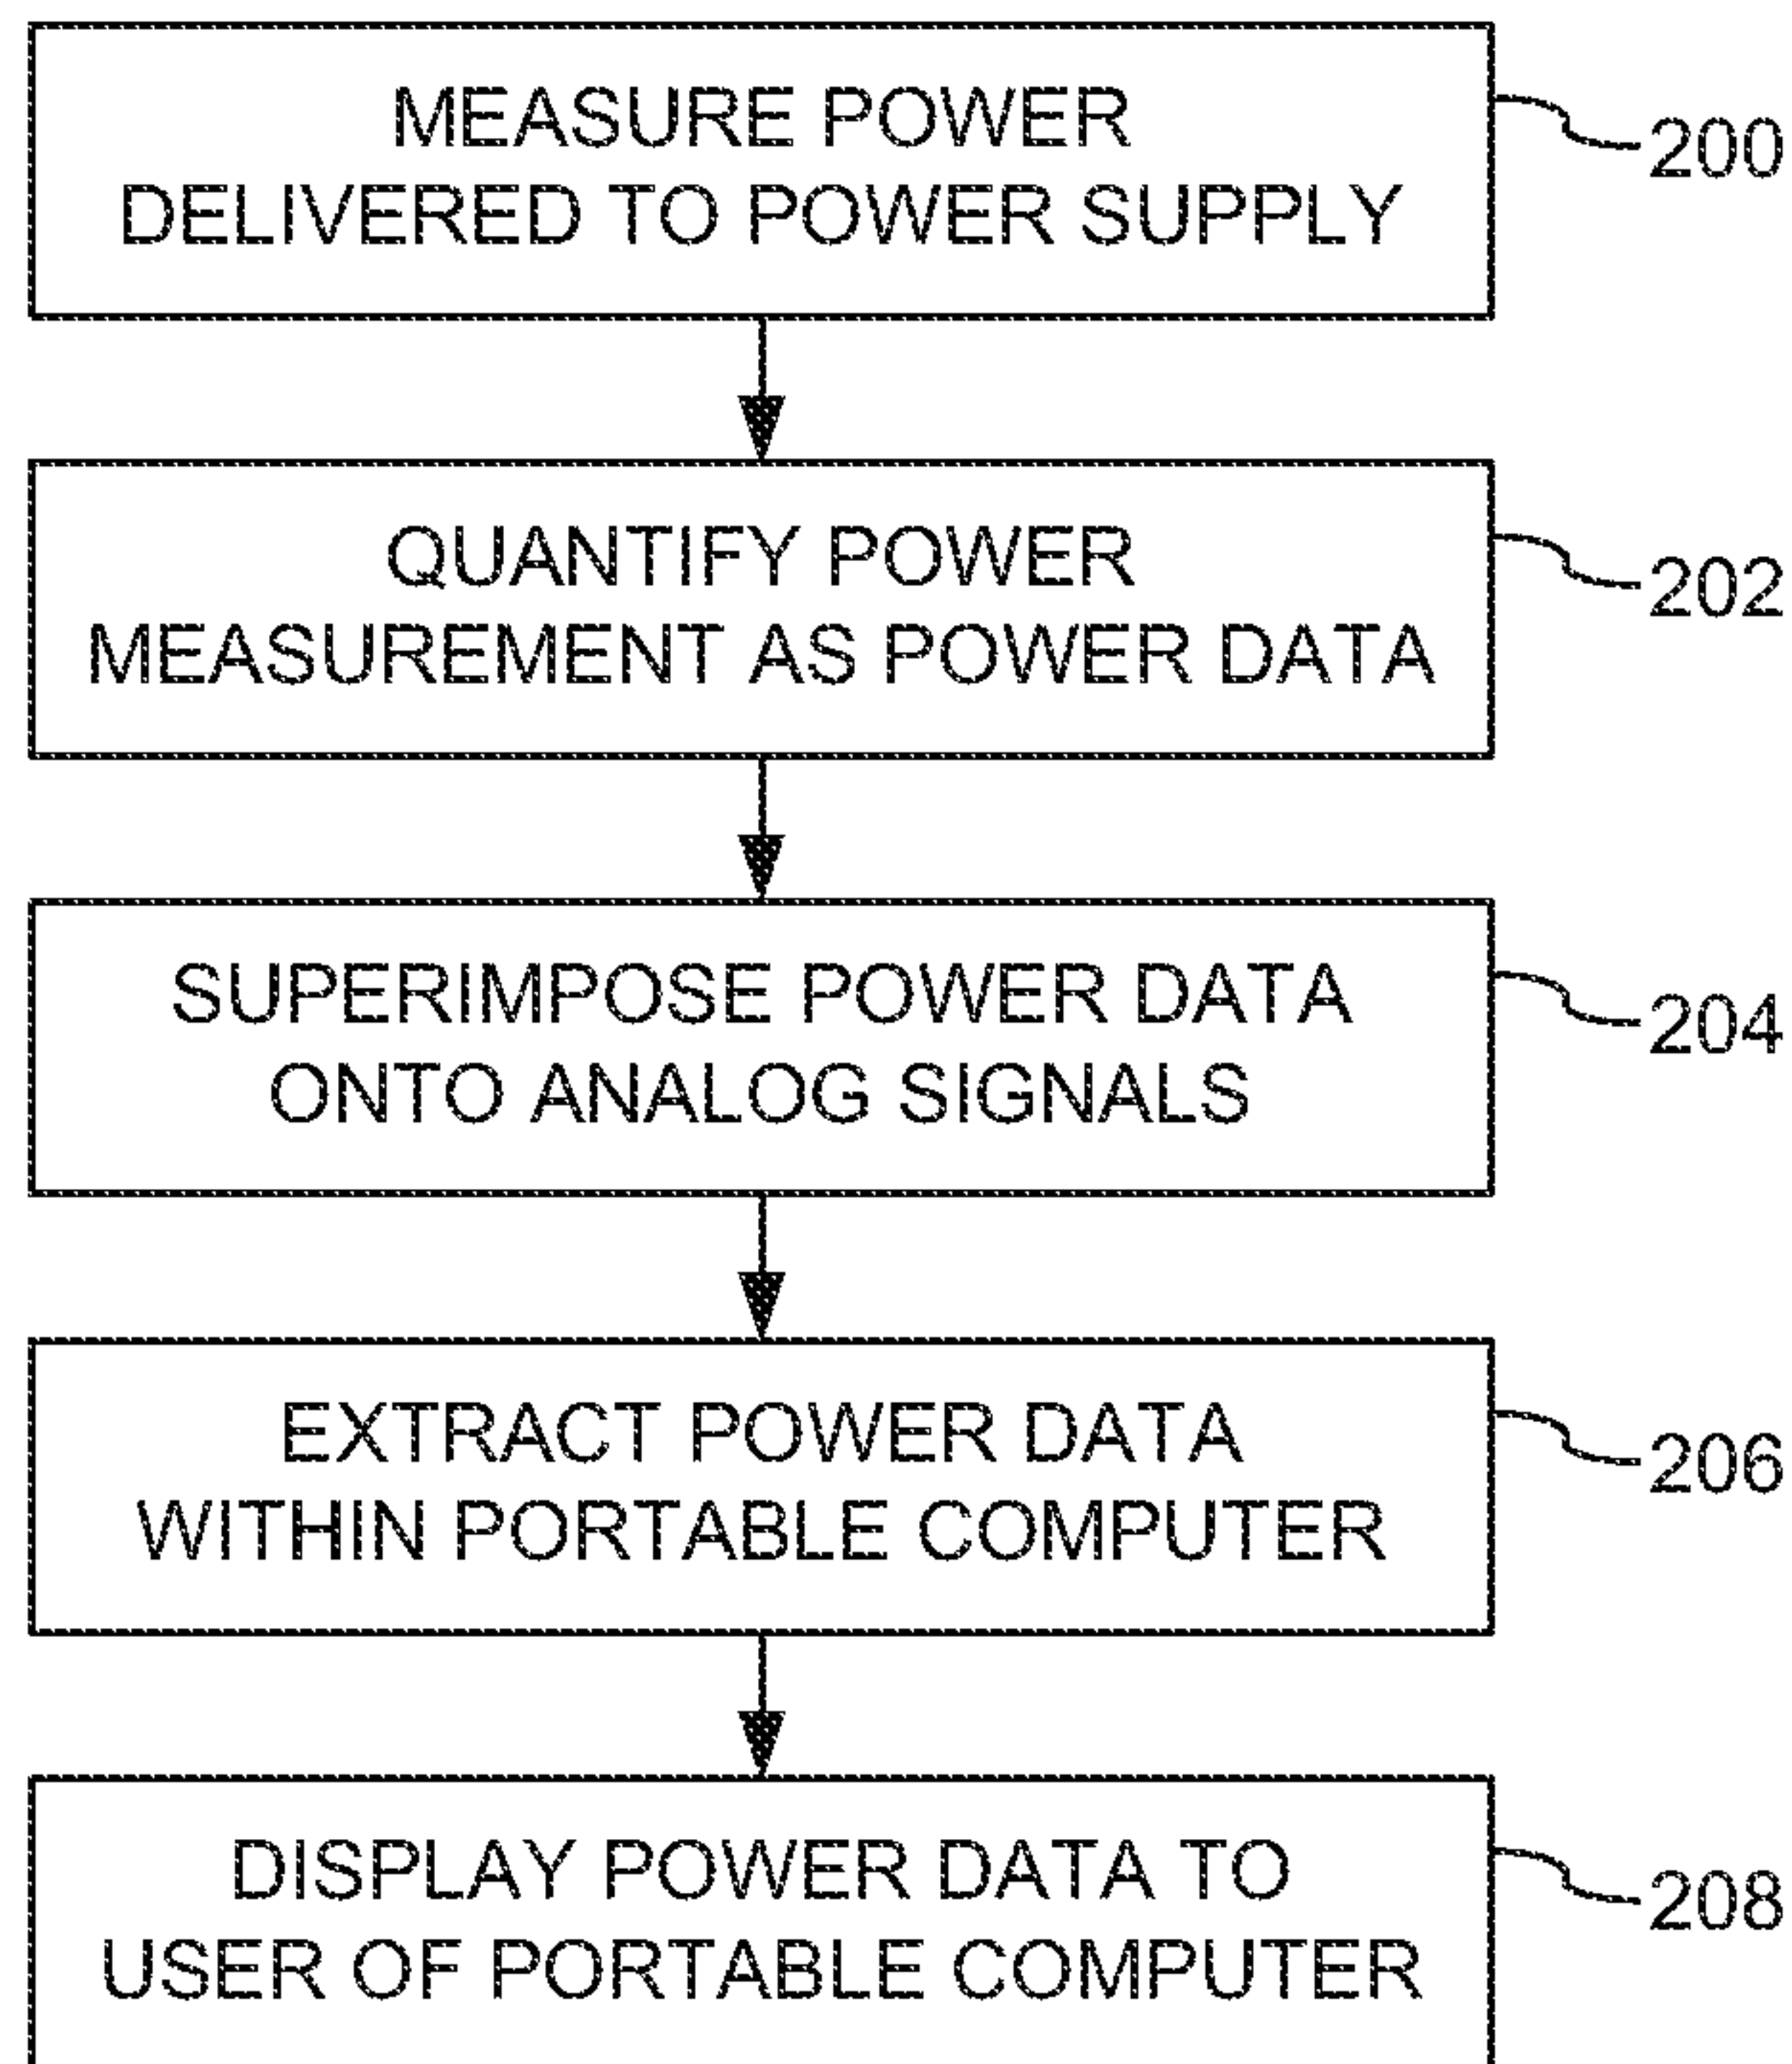 MEASURE POWER
DELIVERED TO POWER SUPPLY
200
QUANTIFY POWER
MEASUREMENT AS POWER DATA
202
SUPERIMPOSE POWER DATA
ONTO ANALOG SIGNALS
204
EXTRACT POWER DATA
WITHIN PORTABLE COMPUTER
206
DISPLAY POWER DATA TO
USER OF PORTABLE COMPUTER
208